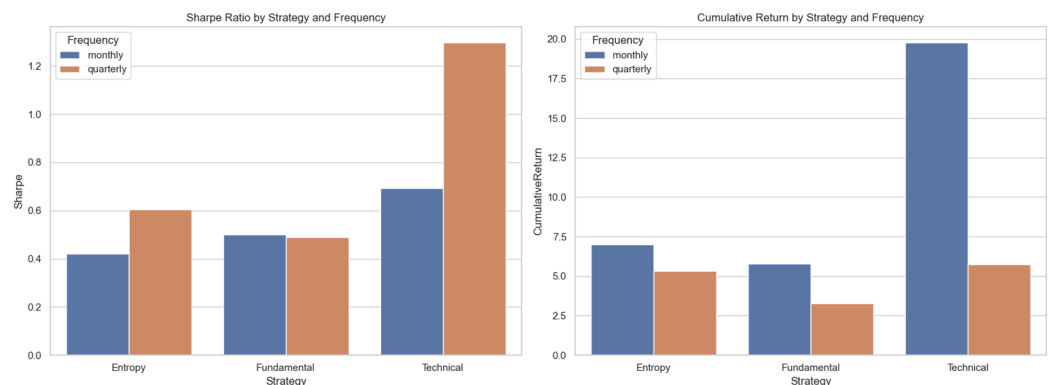 Sharpe Ratio by Strategy and Frequency
Frequency
monthly
quarterly
Sharpe
1.2
1.0
0.8
0.6
0.4
0.2
0.0
Entropy
Fundamental
Technical
Strategy
Cumulative Return by Strategy and Frequency
Frequency
monthly
quarterly
CumulativeReturn
20.0
17.5
15.0
12.5
10.0
7.5
5.0
2.5
0.0
Entropy
Fundamental
Technical
Strategy